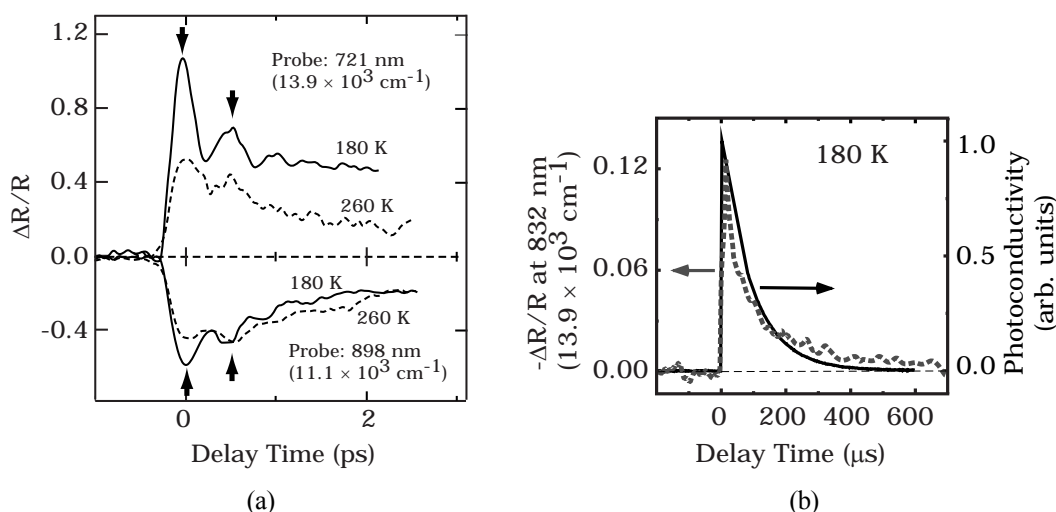 1.2
0.8
0.4
0.0
-0.4
ΔR/R
Probe: 721 nm
(13.9 × 10³ cm⁻¹)
180 K
260 K
180 K
260 K
Probe: 898 nm
(11.1 × 10³ cm⁻¹)
0
2
Delay Time (ps)
(a)
-ΔR/R at 832 nm
(13.9 × 10³ cm⁻¹)
0.12
0.06
0.00
180 K
1.0
0.5
0.0
Photoconductivity
(arb. units)
0 200 400 600
Delay Time (μs)
(b)